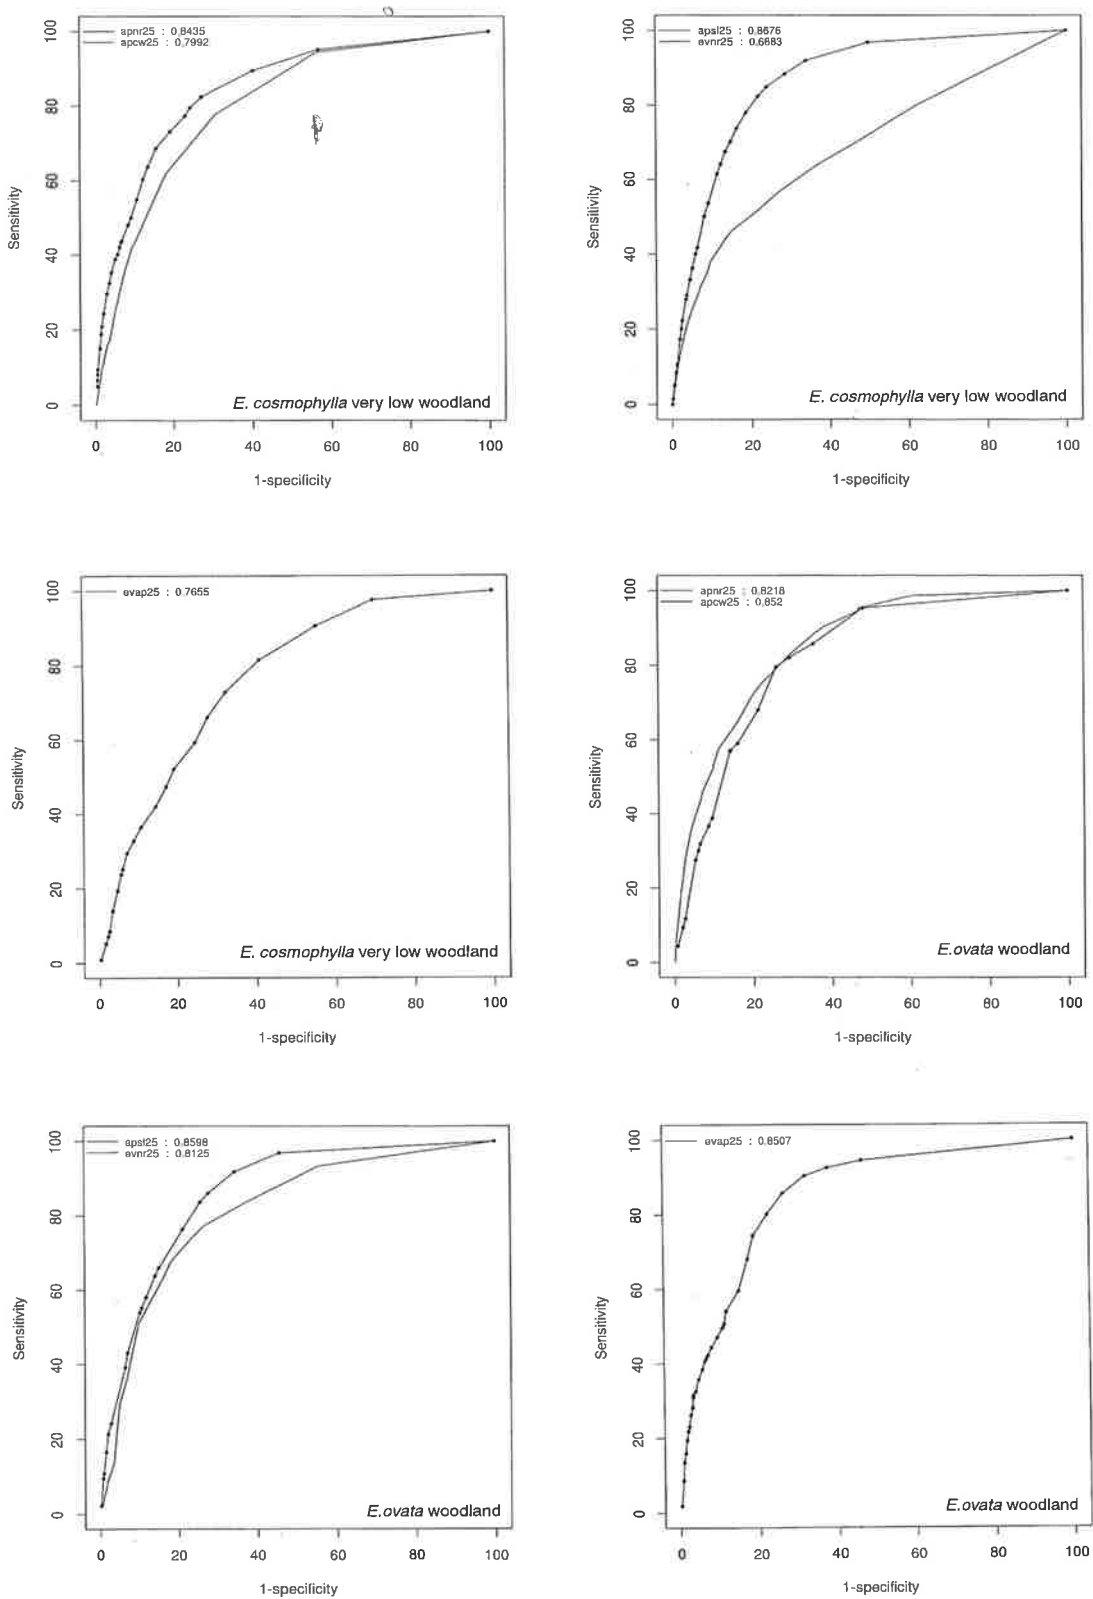 apnr25 : 0.8435
apcw25 : 0.7992
100
80
60
40
20
0
Sensitivity
E. cosmophylla very low woodland
0 20 40 60 80 100
1-specificity
apsl25 : 0.8676
evnr25 : 0.6683
100
80
60
40
20
0
Sensitivity
E. cosmophylla very low woodland
0 20 40 60 80 100
1-specificity
evap25 : 0.7655
100
80
60
40
20
0
Sensitivity
E. cosmophylla very low woodland
0 20 40 60 80 100
1-specificity
apnr25 : 0.8218
apcw25 : 0.852
100
80
60
40
20
0
Sensitivity
E.ovata woodland
0 20 40 60 80 100
1-specificity
apsl25 : 0.8598
evnr25 : 0.8125
100
80
60
40
20
0
Sensitivity
E.ovata woodland
0 20 40 60 80 100
1-specificity
evap25 : 0.8507
100
80
60
40
20
0
Sensitivity
E.ovata woodland
0 20 40 60 80 100
1-specificity